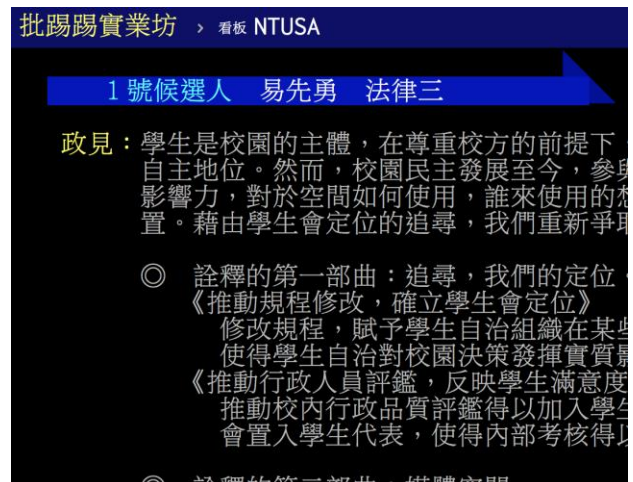 批踢踢實業坊 › 看板 NTUSA
1號候選人 易先勇 法律三
政見：學生是校園的主體，在尊重校方的前提下，
自主地位。然而，校園民主發展至今，參與
影響力，對於空間如何使用，誰來使用的想
置。藉由學生會定位的追尋，我們重新爭取
◎ 詮釋的第一部曲：追尋，我們的定位。
《推動規程修改，確立學生會定位》
修改規程，賦予學生自治組織在某些
使得學生自治對校園決策發揮實質影
《推動行政人員評鑑，反映學生滿意度
推動校內行政品質評鑑得以加入學生
會置入學生代表，使得內部考核得以